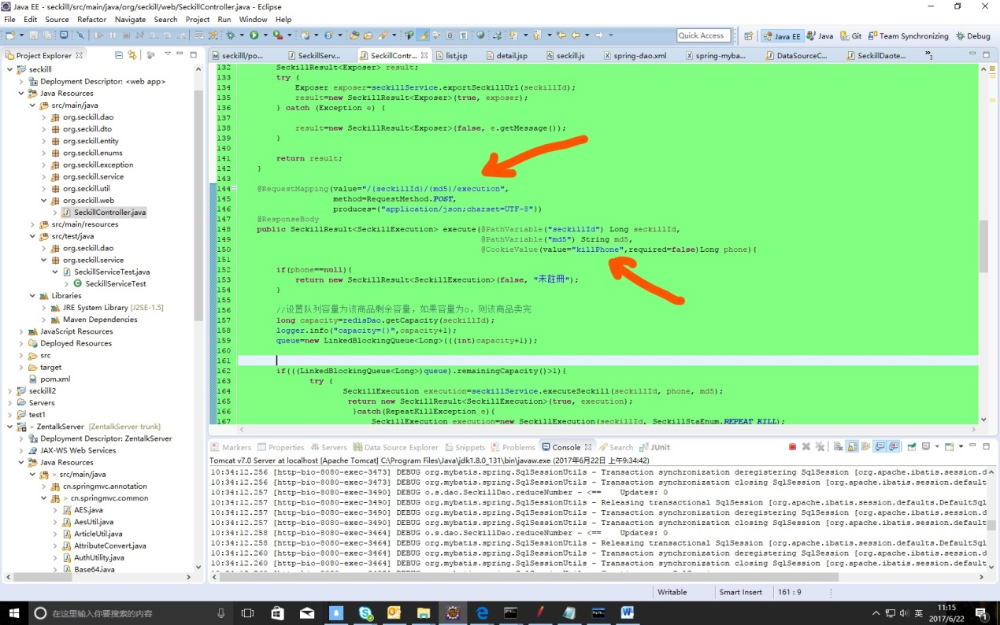 Java EE - seckilll/src/main/java/org/seckill/web/SeckillController.java - Eclipse
File Edit Source Refactor Navigate Search Project Run Window Help
Quick Access
Java EE Java Git Team Synchronizing Debug
Project Explorer
seckilll
Deployment Descriptor: <web app>
Java Resources
src/main/java
org.seckill.dao
org.seckill.dto
org.seckill.entity
org.seckill.enums
org.seckill.exception
org.seckill.service
org.seckill.util
org.seckill.web
SeckillController.java
src/main/resources
src/test/java
org.seckill.dao
org.seckill.service
SeckillServiceTest.java
SeckillServiceTest
Libraries
JRE System Library [J2SE-1.5]
Maven Dependencies
JavaScript Resources
Deployed Resources
src
target
pom.xml
seckilll2
Servers
test1
> ZentalkServer [ZentalkServer trunk]
Deployment Descriptor: ZentalkServer
JAX-WS Web Services
Java Resources
> src/main/java
cn.springmvc.annotation
> cn.springmvc.common
AES.java
AesUtil.java
ArticleUtil.java
AttributeConvert.java
AuthUtility.java
Base64.java
seckilll/po... SeckillServ... SeckillContr... list.jsp detail.jsp seckill.js spring-dao.xml spring-myba... DataSourceC... SeckillDaote...
132 SeckillResult<Exposer> result;
133 try {
134 Exposer exposer=seckillService.exportSeckillUrl(seckillId);
135 result=new SeckillResult<Exposer>(true, exposer);
136 } catch (Exception e) {
137
138 result=new SeckillResult<Exposer>(false, e.getMessage());
139 }
140
141 return result;
142 }
143
144 @RequestMapping(value="/{seckillId}/{md5}/execution",
145 method=RequestMethod.POST,
146 produces={"application/json;charset=UTF-8"})
147 @ResponseBody
148 public SeckillResult<SeckillExecution> execute(@PathVariable("seckillId") Long seckillId,
149 @PathVariable("md5") String md5,
150 @CookieValue(value="killPhone",required=false)Long phone){
151
152 if(phone==null){
153 return new SeckillResult<SeckillExecution>(false, "未註冊");
154 }
155
156 //设置队列容量为该商品剩余容量，如果容量为0，则该商品卖完
157 long capacity=redisDao.getCapacity(seckillId);
158 logger.info("capacity={}",capacity+1);
159 queue=new LinkedBlockingQueue<Long>(((int)capacity+1));
160
161
162 if(((LinkedBlockingQueue<Long>)queue).remainingCapacity()>1){
163 try {
164 SeckillExecution execution=seckillService.executeSeckill(seckillId, phone, md5);
165 return new SeckillResult<SeckillExecution>(true, execution);
166 }catch(RepeatKillException e){
167 SeckillExecution execution=new SeckillExecution(seckillId, SeckillStaEnum.REPEAT_KILL);
Markers Properties Servers Data Source Explorer Snippets Problems Console Search JUnit
Tomcat v7.0 Server at localhost [Apache Tomcat] C:\Program Files\Java\jdk1.8.0_131\bin\javaw.exe (2017年6月22日 上午9:34:42)
10:34:12.256 [http-bio-8080-exec-3473] DEBUG org.mybatis.spring.SqlSessionUtils - Transaction synchronization deregistering SqlSession [org.apache.ibatis.session.d
10:34:12.256 [http-bio-8080-exec-3473] DEBUG org.mybatis.spring.SqlSessionUtils - Transaction synchronization closing SqlSession [org.apache.ibatis.session.default
10:34:12.257 [http-bio-8080-exec-3490] DEBUG o.s.dao.SeckillDao.reduceNumber - <== Updates: 0
10:34:12.257 [http-bio-8080-exec-3490] DEBUG org.mybatis.spring.SqlSessionUtils - Releasing transactional SqlSession [org.apache.ibatis.session.defaults.DefaultSql
10:34:12.257 [http-bio-8080-exec-3490] DEBUG org.mybatis.spring.SqlSessionUtils - Transaction synchronization deregistering SqlSession [org.apache.ibatis.session.d
10:34:12.257 [http-bio-8080-exec-3490] DEBUG org.mybatis.spring.SqlSessionUtils - Transaction synchronization closing SqlSession [org.apache.ibatis.session.default
10:34:12.258 [http-bio-8080-exec-3464] DEBUG o.s.dao.SeckillDao.reduceNumber - <== Updates: 0
10:34:12.258 [http-bio-8080-exec-3464] DEBUG org.mybatis.spring.SqlSessionUtils - Releasing transactional SqlSession [org.apache.ibatis.session.defaults.DefaultSql
10:34:12.260 [http-bio-8080-exec-3464] DEBUG org.mybatis.spring.SqlSessionUtils - Transaction synchronization deregistering SqlSession [org.apache.ibatis.session.d
10:34:12.260 [http-bio-8080-exec-3464] DEBUG org.mybatis.spring.SqlSessionUtils - Transaction synchronization closing SqlSession [org.apache.ibatis.session.default
Writable Smart Insert 161 : 9
在这里输入你要搜索的内容
英
11:15
2017/6/22